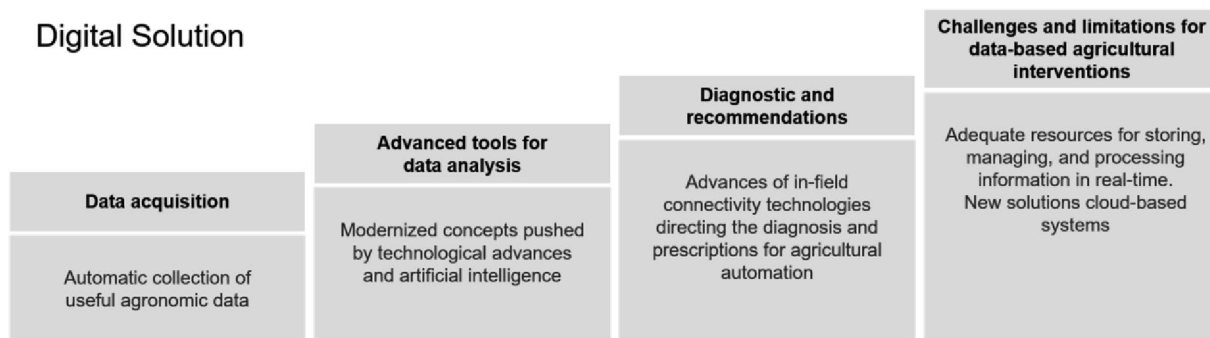 Digital Solution
Data acquisition
Automatic collection of
useful agronomic data
Advanced tools for
data analysis
Modernized concepts pushed
by technological advances
and artificial intelligence
Diagnostic and
recommendations
Advances of in-field
connectivity technologies
directing the diagnosis and
prescriptions for agricultural
automation
Challenges and limitations for
data-based agricultural
interventions
Adequate resources for storing,
managing, and processing
information in real-time.
New solutions cloud-based
systems